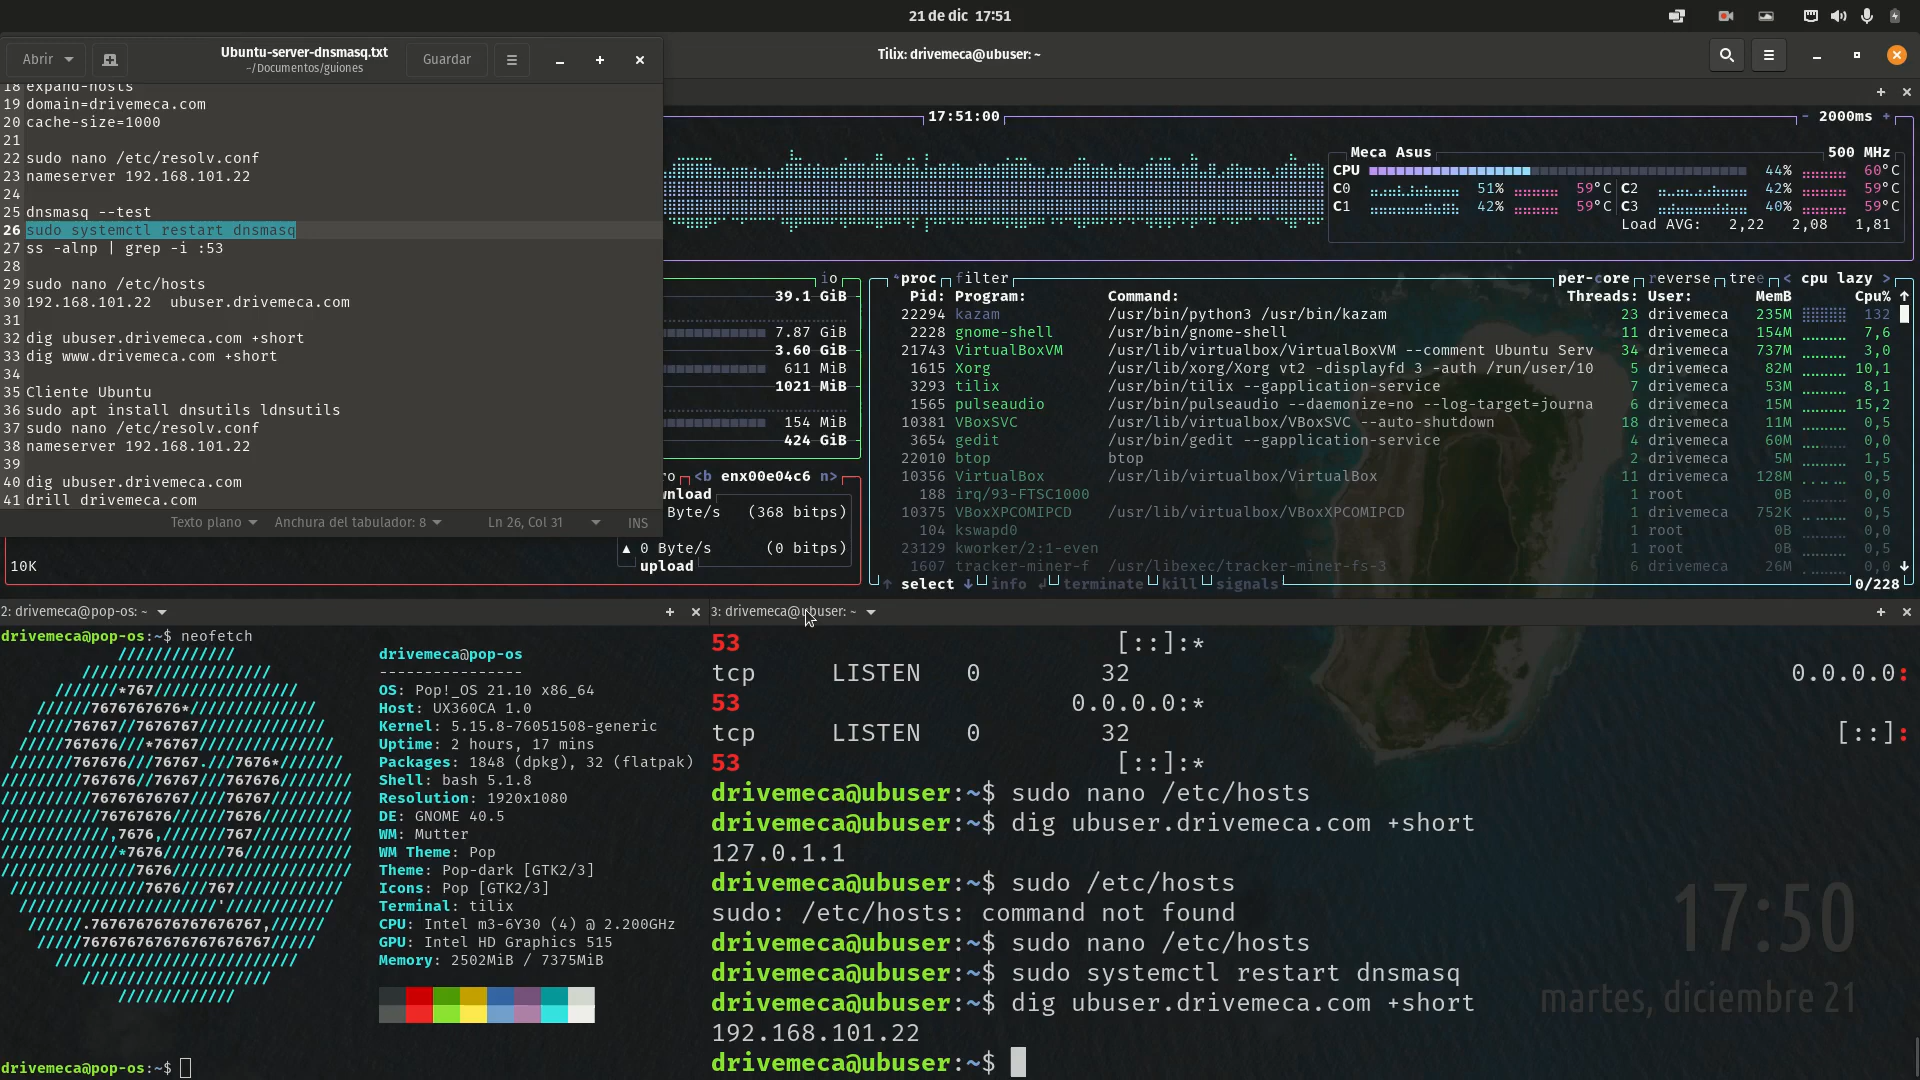 21 de dic  17:51
Abrir
Ubuntu-server-dnsmasq.txt
~/Documentos/guiones
Guardar
18 expand-hosts
19 domain=drivemeca.com
20 cache-size=1000
21
22 sudo nano /etc/resolv.conf
23 nameserver 192.168.101.22
24
25 dnsmasq --test
26 sudo systemctl restart dnsmasq
27 ss -alnp | grep -i :53
28
29 sudo nano /etc/hosts
30 192.168.101.22  ubuser.drivemeca.com
31
32 dig ubuser.drivemeca.com +short
33 dig www.drivemeca.com +short
34
35 Cliente Ubuntu
36 sudo apt install dnsutils ldnsutils
37 sudo nano /etc/resolv.conf
38 nameserver 192.168.101.22
39
40 dig ubuser.drivemeca.com
41 drill drivemeca.com
Texto plano  Anchura del tabulador: 8  Ln 26, Col 31  INS
Tilix: drivemeca@ubuser: ~
17:51:00  - 2000ms +
Meca Asus  500 MHz
CPU 44% 60°C
C0 51% 59°C C2 42% 59°C
C1 42% 59°C C3 40% 59°C
Load AVG: 2,22 2,08 1,81
io
39.1 GiB
7.87 GiB
3.60 GiB
611 MiB
1021 MiB
154 MiB
424 GiB
ro <b enx00e04c6 n>
wnload
Byte/s (368 bitps)
▲ 0 Byte/s (0 bitps)
upload
10K
proc filter per-core reverse tree < cpu lazy >
Pid: Program: Command: Threads: User: MemB Cpu% ↑
22294 kazam /usr/bin/python3 /usr/bin/kazam 23 drivemeca 235M 132
2228 gnome-shell /usr/bin/gnome-shell 11 drivemeca 154M 7,6
21743 VirtualBoxVM /usr/lib/virtualbox/VirtualBoxVM --comment Ubuntu Serv 34 drivemeca 737M 3,0
1615 Xorg /usr/lib/xorg/Xorg vt2 -displayfd 3 -auth /run/user/10 5 drivemeca 82M 10,1
3293 tilix /usr/bin/tilix --gapplication-service 7 drivemeca 53M 8,1
1565 pulseaudio /usr/bin/pulseaudio --daemonize=no --log-target=journa 6 drivemeca 15M 15,2
10381 VBoxSVC /usr/lib/virtualbox/VBoxSVC --auto-shutdown 18 drivemeca 11M 0,5
3654 gedit /usr/bin/gedit --gapplication-service 4 drivemeca 60M 0,0
22010 btop btop 2 drivemeca 5M 1,5
10356 VirtualBox /usr/lib/virtualbox/VirtualBox 11 drivemeca 128M 0,5
188 irq/93-FTSC1000 1 root 0B 0,0
10375 VBoxXPCOMIPCD /usr/lib/virtualbox/VBoxXPCOMIPCD 1 drivemeca 752K 0,5
104 kswapd0 1 root 0B 0,0
23129 kworker/2:1-even 1 root 0B 0,5
1607 tracker-miner-f /usr/libexec/tracker-miner-fs-3 6 drivemeca 26M 0,0
↑ select ↓ info ↲ terminate kill signals 0/228
2: drivemeca@pop-os: ~
drivemeca@pop-os:~$ neofetch
/////////////
/////////////////////
///////*767////////////////
//////7676767676*//////////////
/////76767//7676767//////////////
/////767676///*76767///////////////
///////767676///76767.///7676*///////
/////////767676//76767///767676////////
//////////76767676767////76767/////////
///////////76767676//////7676//////////
////////////,7676,///////767///////////
/////////////*7676///////76////////////
///////////////7676////////////////////
///////////////7676///767////////////
//////////////////////'////////////
//////.7676767676767676767,//////
/////767676767676767676767/////
///////////////////////////
/////////////////////
/////////////
drivemeca@pop-os
----------------
OS: Pop!_OS 21.10 x86_64
Host: UX360CA 1.0
Kernel: 5.15.8-76051508-generic
Uptime: 2 hours, 17 mins
Packages: 1848 (dpkg), 32 (flatpak)
Shell: bash 5.1.8
Resolution: 1920x1080
DE: GNOME 40.5
WM: Mutter
WM Theme: Pop
Theme: Pop-dark [GTK2/3]
Icons: Pop [GTK2/3]
Terminal: tilix
CPU: Intel m3-6Y30 (4) @ 2.200GHz
GPU: Intel HD Graphics 515
Memory: 2502MiB / 7375MiB
drivemeca@pop-os:~$
3: drivemeca@ubuser: ~
53 [::]:*
tcp LISTEN 0 32 0.0.0.0:
53 0.0.0.0:*
tcp LISTEN 0 32 [::]:
53 [::]:*
drivemeca@ubuser:~$ sudo nano /etc/hosts
drivemeca@ubuser:~$ dig ubuser.drivemeca.com +short
127.0.1.1
drivemeca@ubuser:~$ sudo /etc/hosts
sudo: /etc/hosts: command not found
drivemeca@ubuser:~$ sudo nano /etc/hosts
drivemeca@ubuser:~$ sudo systemctl restart dnsmasq
drivemeca@ubuser:~$ dig ubuser.drivemeca.com +short
192.168.101.22
drivemeca@ubuser:~$
17:50
martes, diciembre 21